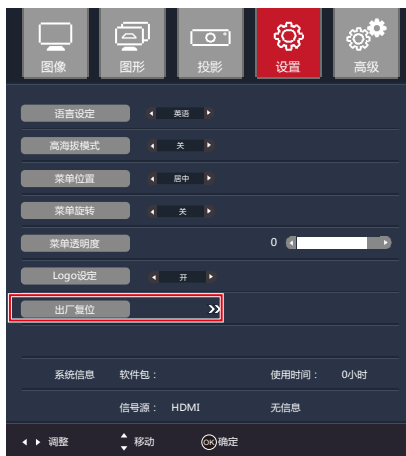 图像 图形 投影 设置 高级
语言设定 英语
高海拔模式 关
菜单位置 居中
菜单旋转 关
菜单透明度 0
Logo设定 开
出厂复位
系统信息 软件包： 使用时间： 0小时
信号源： HDMI 无信息
调整 移动 OK 确定